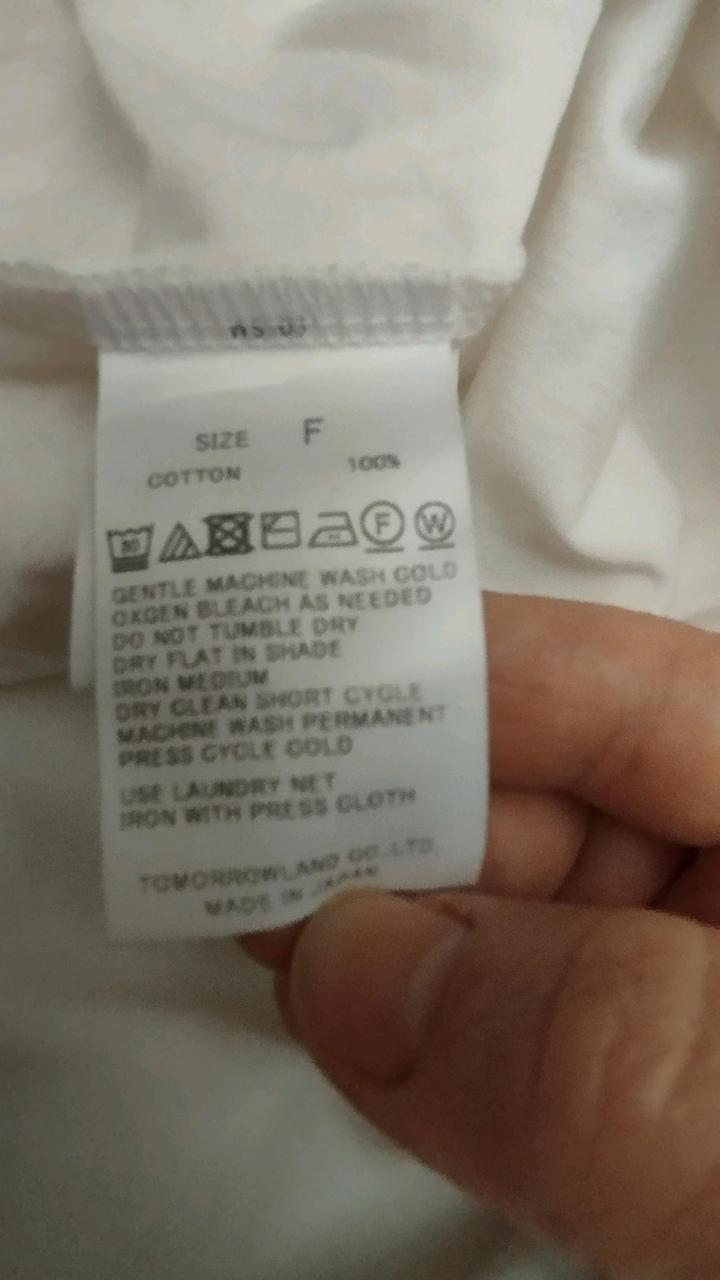 SIZE F
COTTON 100%
F W
GENTLE MACHINE WASH COLD
OXGEN BLEACH AS NEEDED
DO NOT TUMBLE DRY
DRY FLAT IN SHADE
IRON MEDIUM
DRY CLEAN SHORT CYCLE
MACHINE WASH PERMANENT
PRESS CYCLE COLD
USE LAUNDRY NET
IRON WITH PRESS CLOTH
TOMORROWLAND CO.,LTD.
MADE IN JAPAN